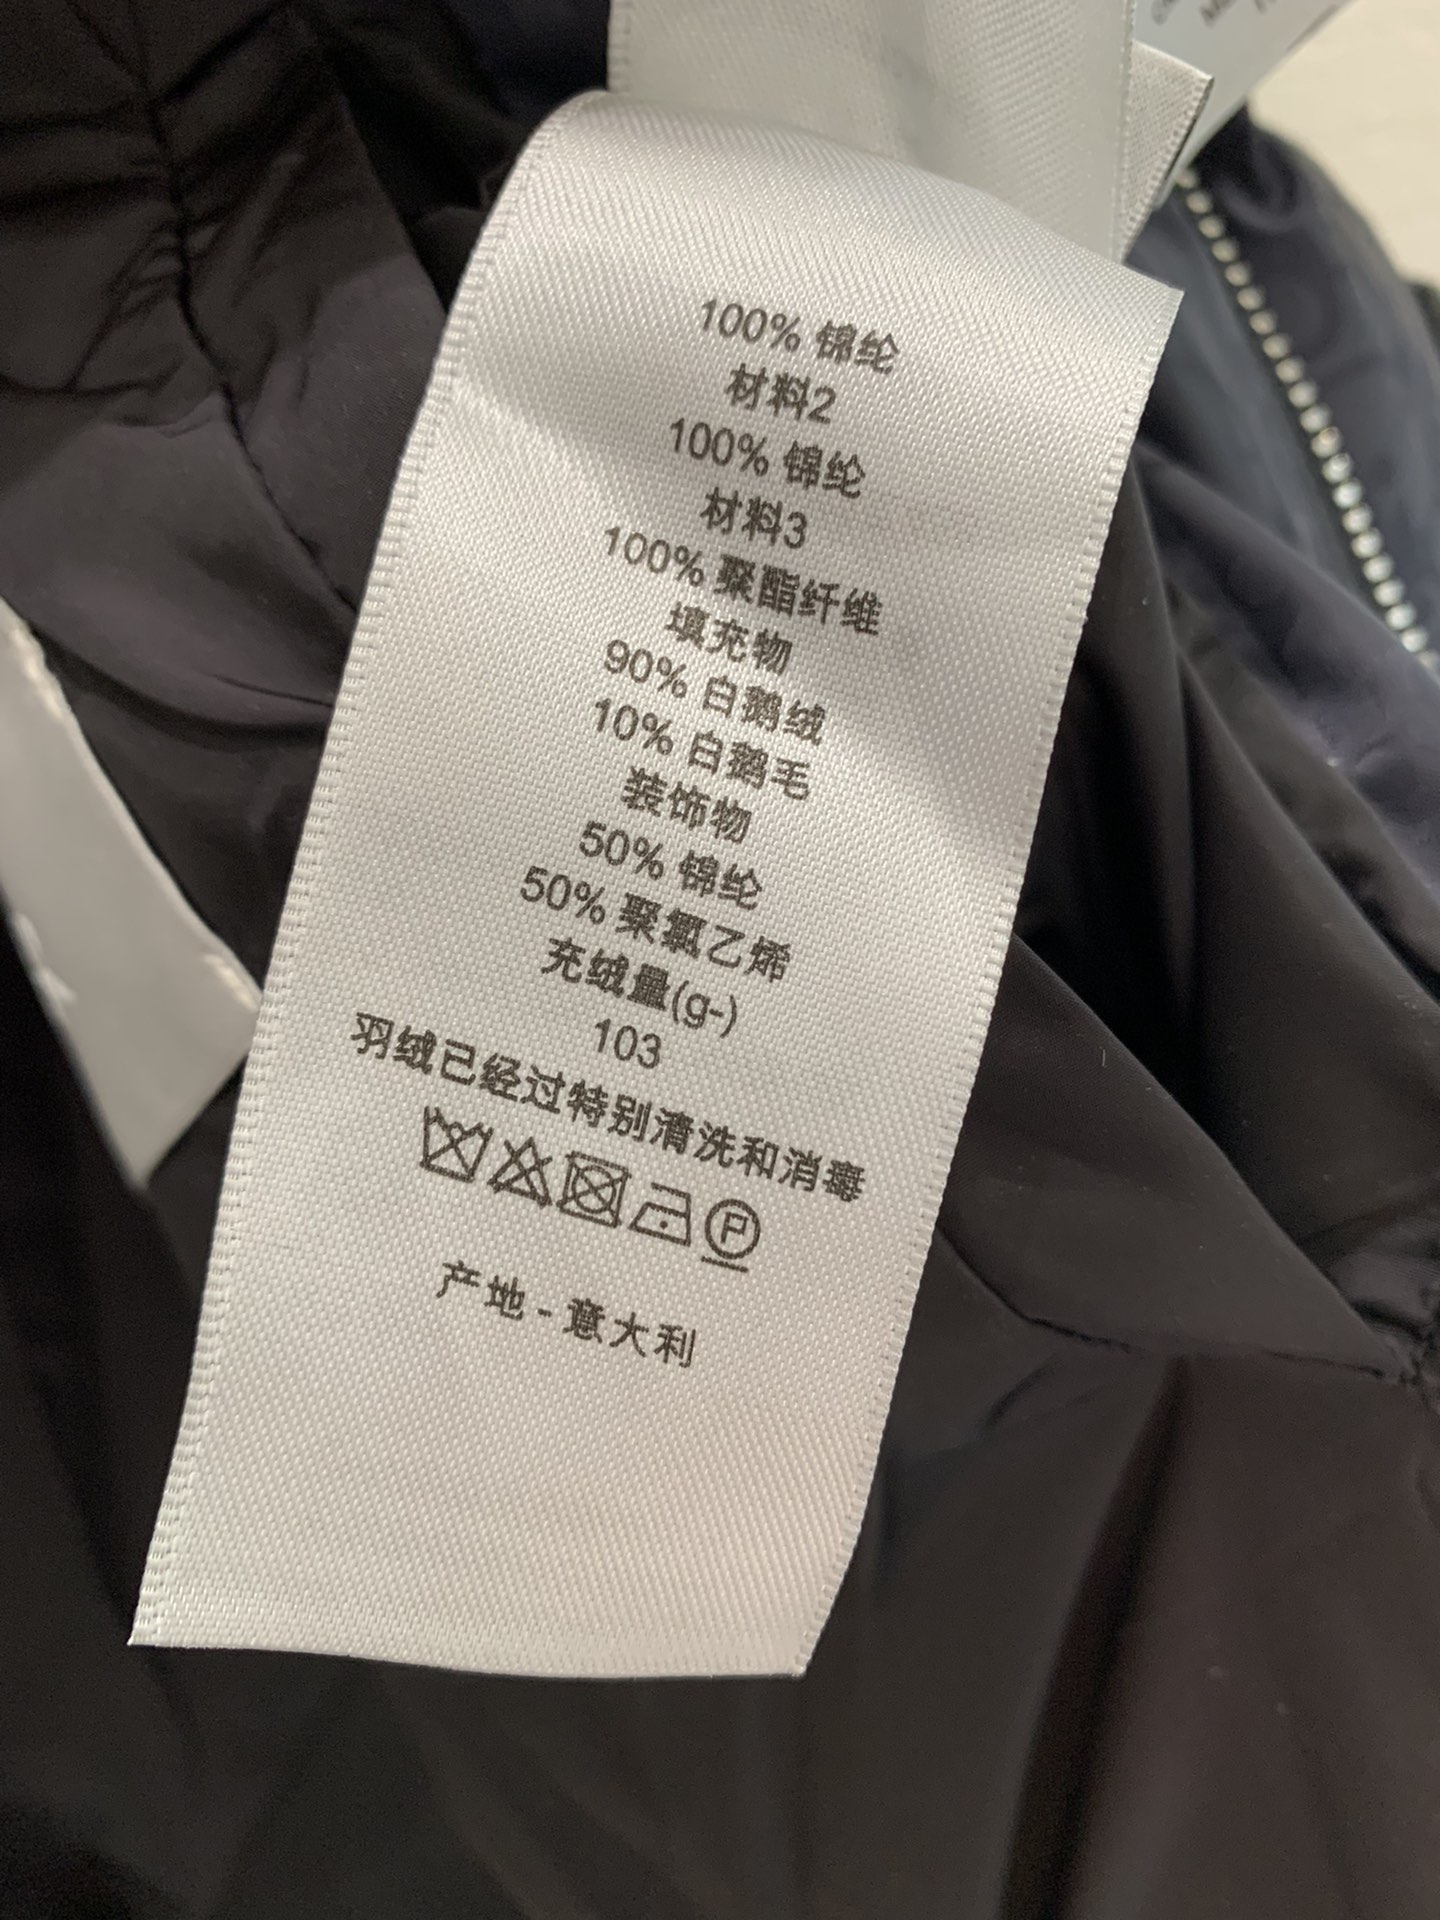 100% 锦纶
材料2
100% 锦纶
材料3
100% 聚酯纤维
填充物
90% 白鹅绒
10% 白鹅毛
装饰物
50% 锦纶
50% 聚氯乙烯
充绒量(g-)
103
羽绒已经过特别清洗和消毒
P
产地 - 意大利